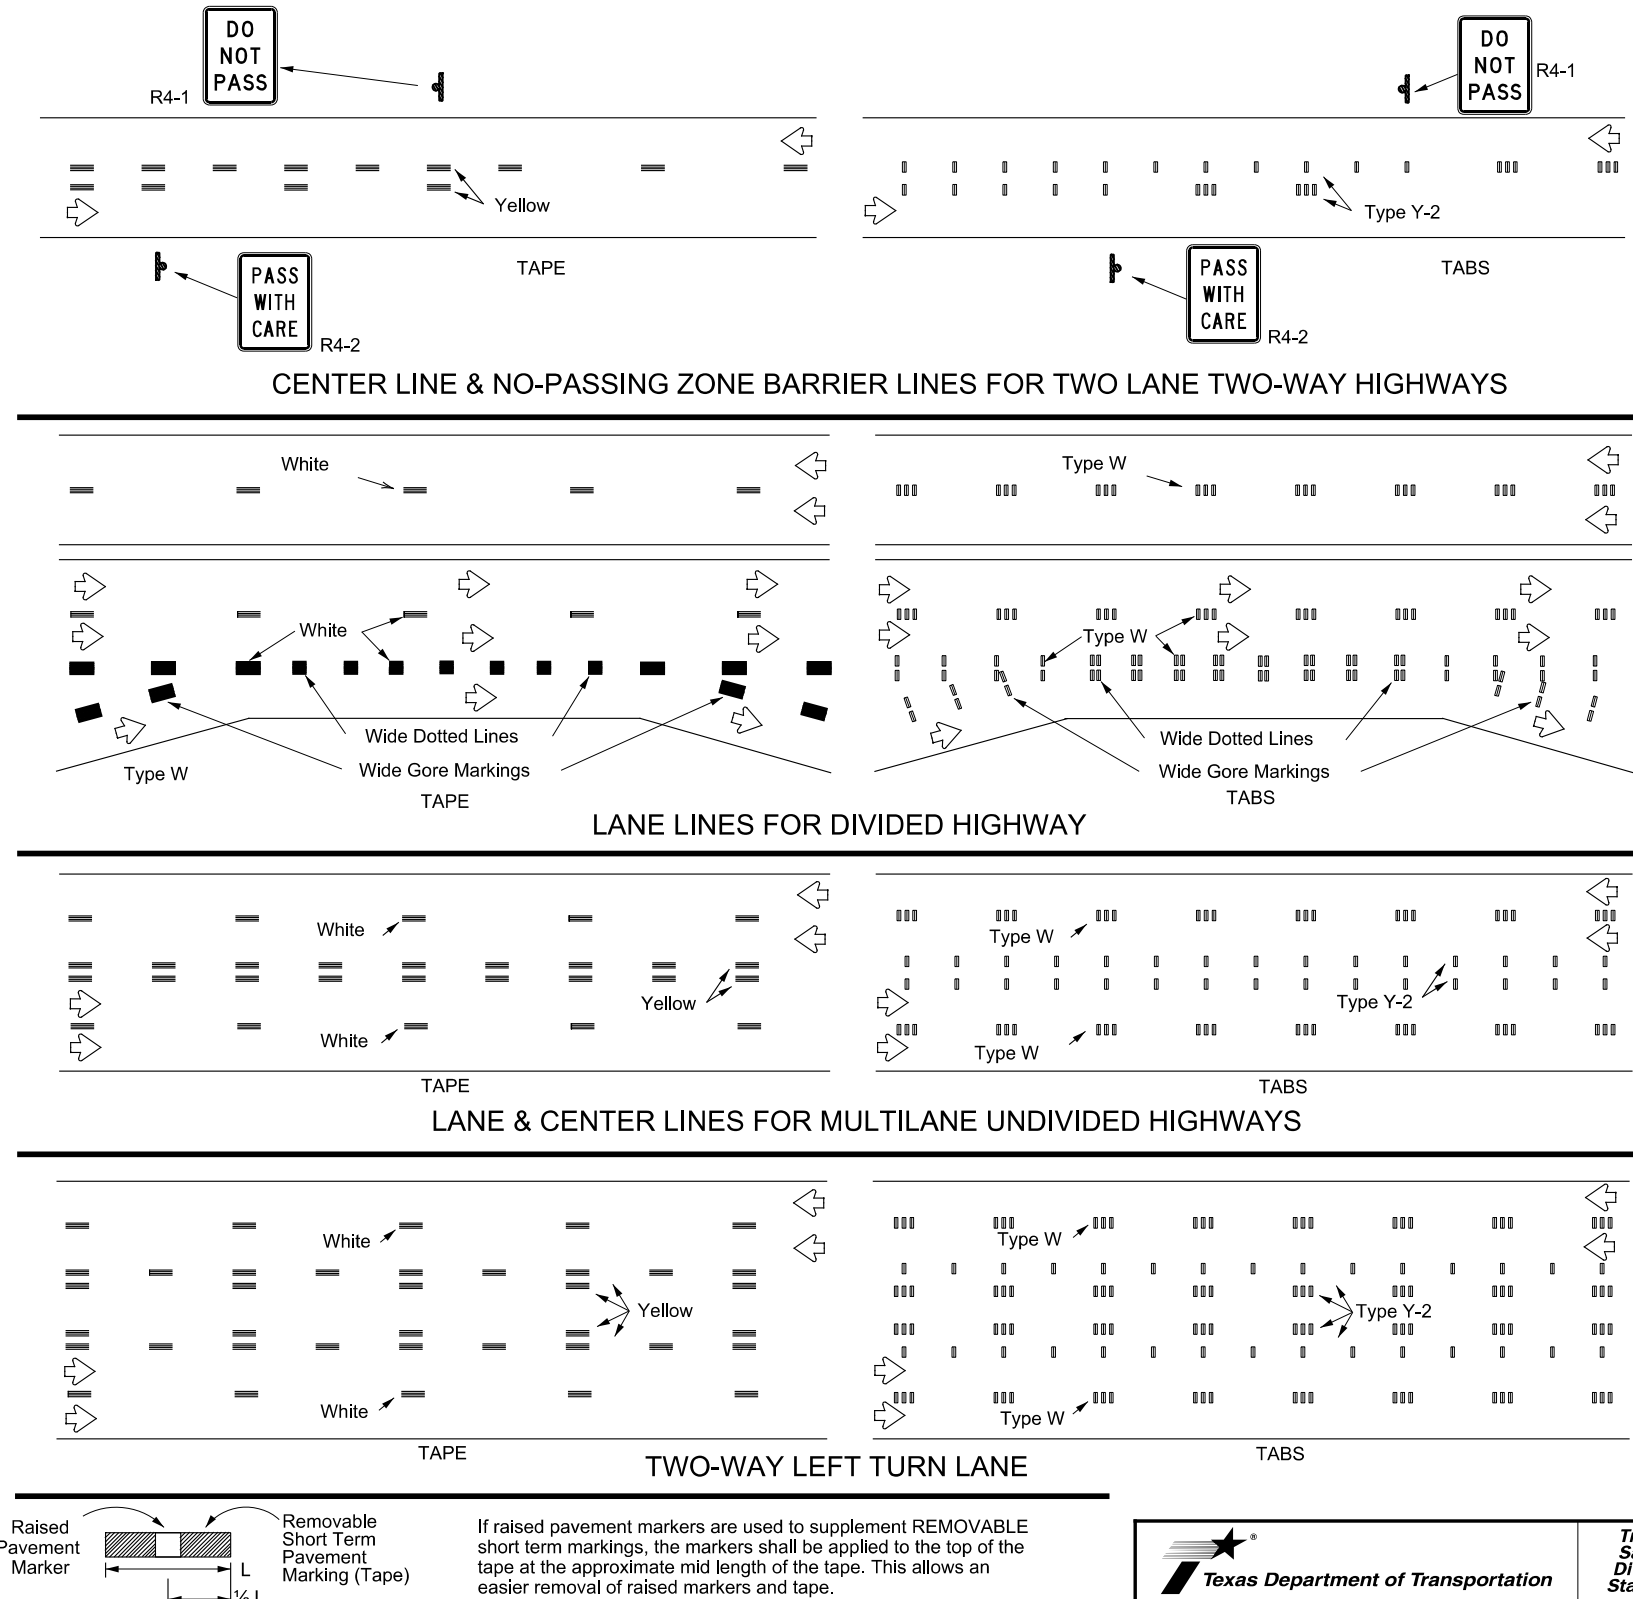 DO
NOT
PASS
R4-1
DO
NOT
PASS
R4-1
Yellow
Type Y-2
PASS
WITH
CARE
R4-2
TAPE
PASS
WITH
CARE
R4-2
TABS
CENTER LINE & NO-PASSING ZONE BARRIER LINES FOR TWO LANE TWO-WAY HIGHWAYS
White
Type W
White
Type W
Wide Dotted Lines
Wide Gore Markings
Type W
TAPE
Wide Dotted Lines
Wide Gore Markings
TABS
LANE LINES FOR DIVIDED HIGHWAY
White
Type W
Yellow
Type Y-2
White
Type W
TAPE
TABS
LANE & CENTER LINES FOR MULTILANE UNDIVIDED HIGHWAYS
White
Type W
Yellow
Type Y-2
White
Type W
TAPE
TABS
TWO-WAY LEFT TURN LANE
Raised
Pavement
Marker
Removable
Short Term
Pavement
Marking (Tape)
L
½ L
If raised pavement markers are used to supplement REMOVABLE
short term markings, the markers shall be applied to the top of the
tape at the approximate mid length of the tape. This allows an
easier removal of raised markers and tape.
®
Texas Department of Transportation